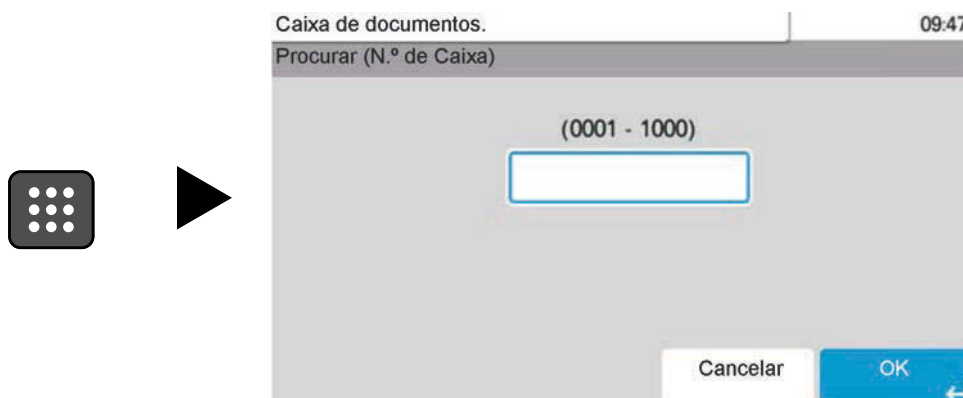 Caixa de documentos.
09:47
Procurar (N.º de Caixa)
(0001 - 1000)
Cancelar
OK